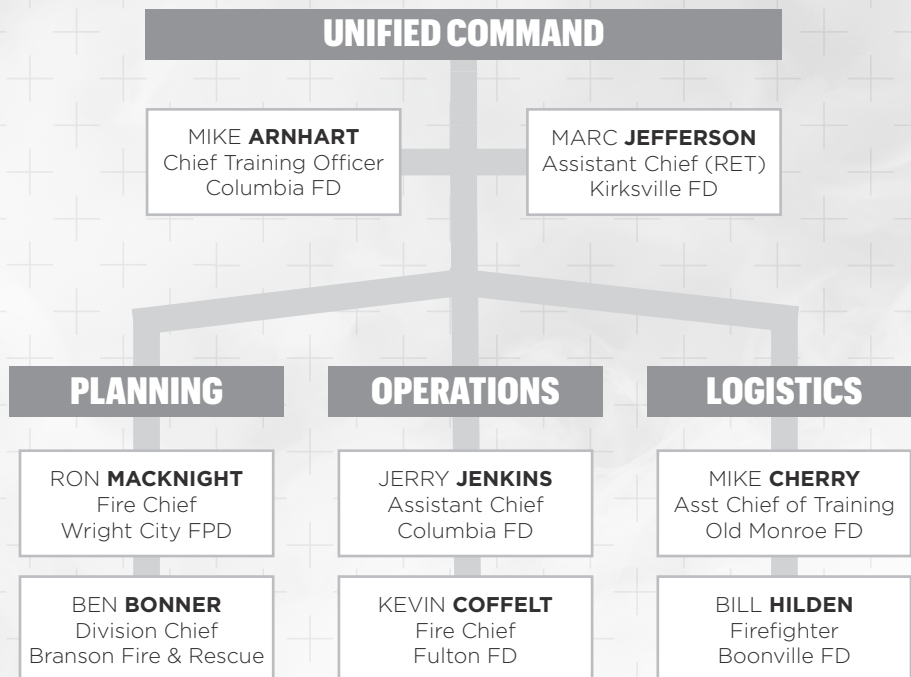 UNIFIED COMMAND
MIKE ARNHART
Chief Training Officer
Columbia FD
MARC JEFFERSON
Assistant Chief (RET)
Kirksville FD
PLANNING
RON MACKNIGHT
Fire Chief
Wright City FPD
BEN BONNER
Division Chief
Branson Fire & Rescue
OPERATIONS
JERRY JENKINS
Assistant Chief
Columbia FD
KEVIN COFFELT
Fire Chief
Fulton FD
LOGISTICS
MIKE CHERRY
Asst Chief of Training
Old Monroe FD
BILL HILDEN
Firefighter
Boonville FD